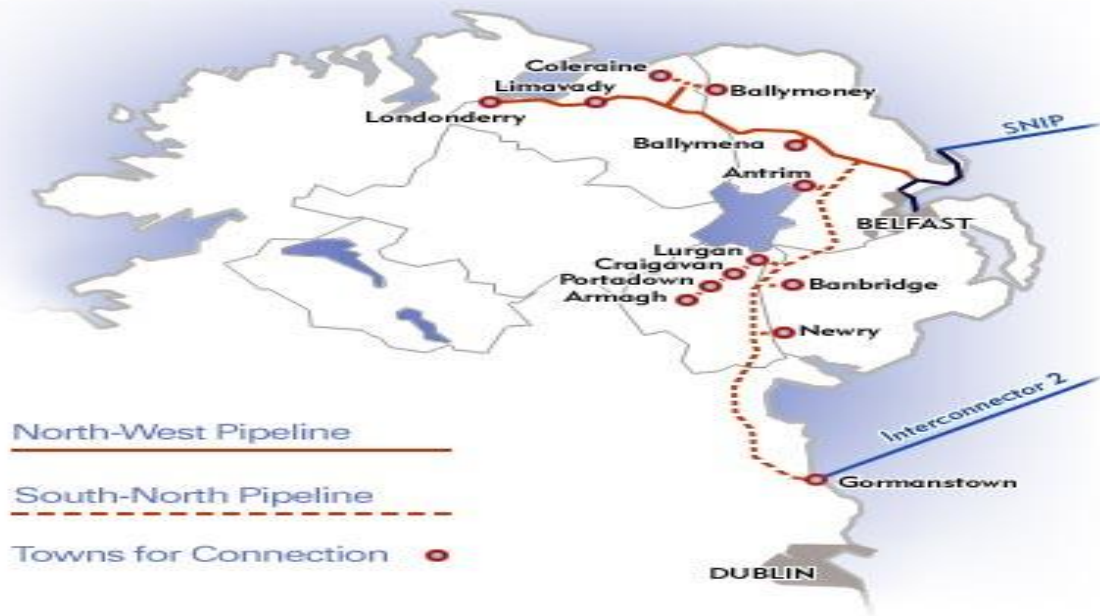 Coleraine
Limavady
Ballymoney
Londonderry
SNIP
Ballymena
Antrim
BELFAST
Lurgan
Craigavan
Portadown
Banbridge
Armagh
Newry
Interconnector 2
North-West Pipeline
Gormanstown
South-North Pipeline
Towns for Connection
DUBLIN